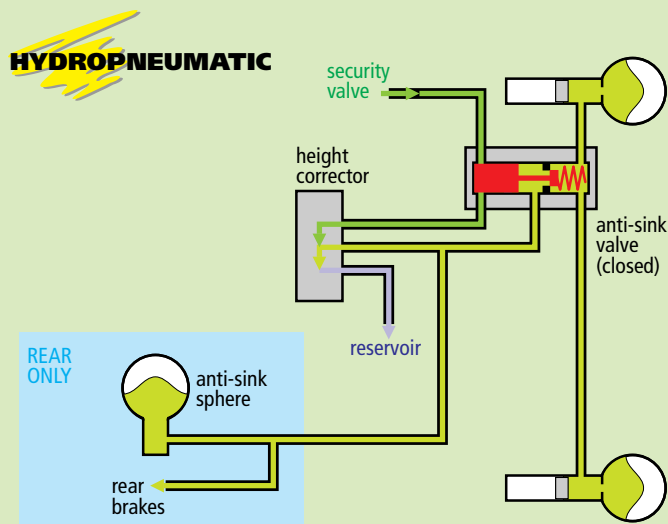 HYDROPNEUMATIC
security
valve
height
corrector
anti-sink
valve
(closed)
reservoir
REAR
ONLY
anti-sink
sphere
rear
brakes